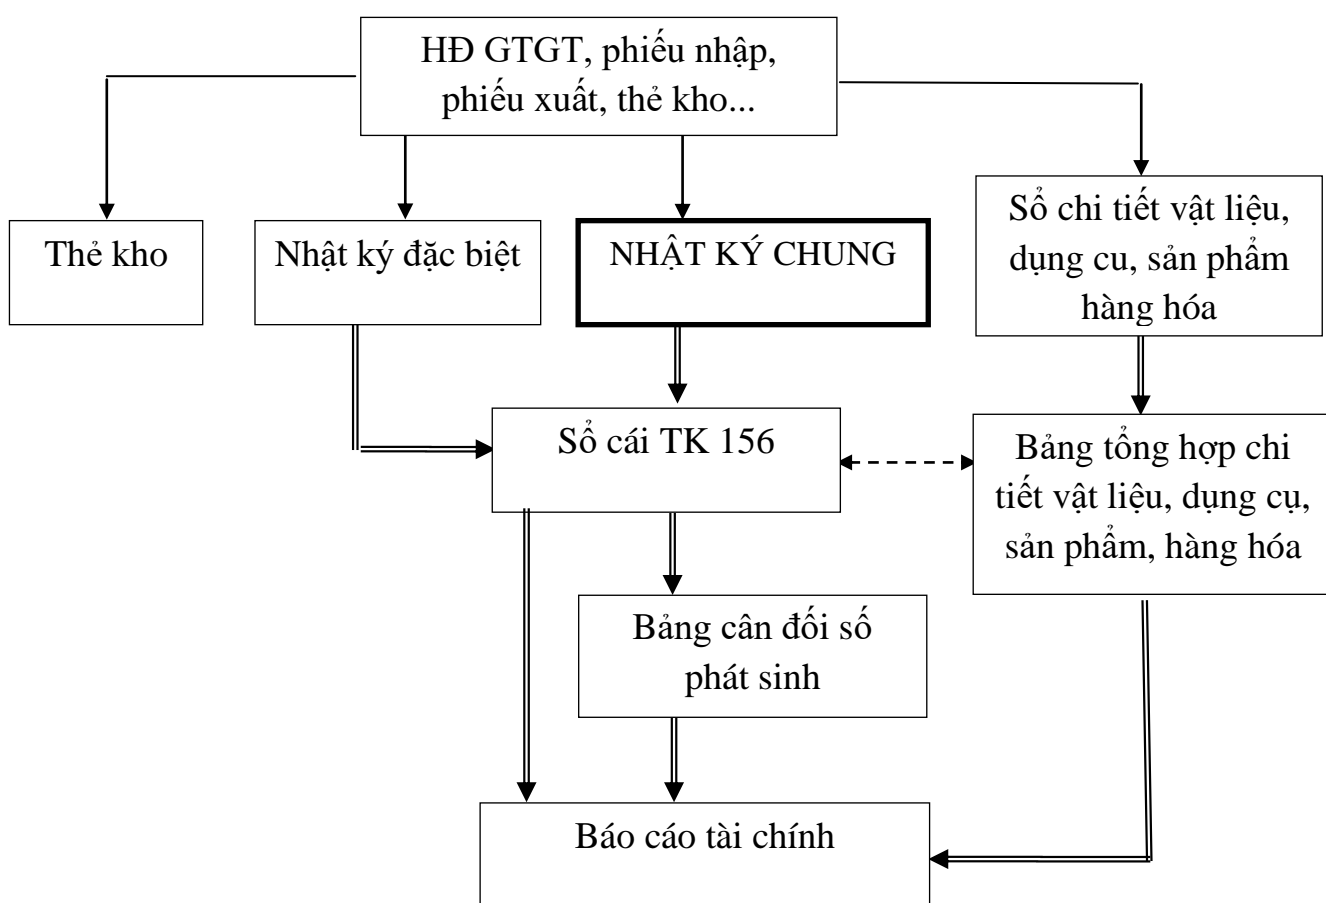 HĐ GTGT, phiếu nhập,
phiếu xuất, thẻ kho...
Thẻ kho
Nhật ký đặc biệt
NHẬT KÝ CHUNG
Sổ chi tiết vật liệu,
dụng cu, sản phẩm
hàng hóa
Sổ cái TK 156
Bảng tổng hợp chi
tiết vật liệu, dụng cụ,
sản phẩm, hàng hóa
Bảng cân đối số
phát sinh
Báo cáo tài chính